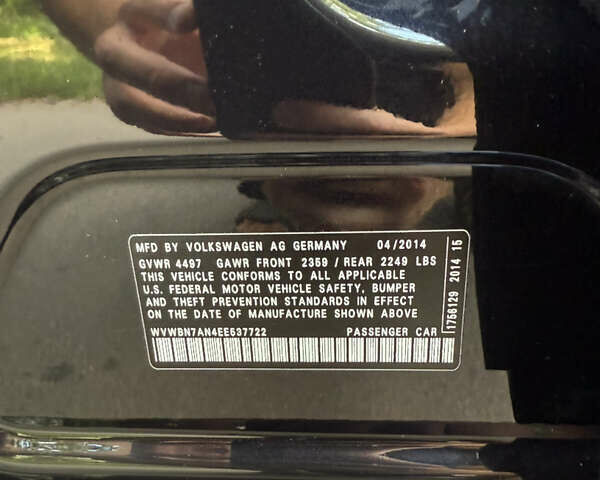 MFD BY VOLKSWAGEN AG GERMANY 04/2014
GVWR 4497 GAWR FRONT 2359 / REAR 2249 LBS
THIS VEHICLE CONFORMS TO ALL APPLICABLE
U.S. FEDERAL MOTOR VEHICLE SAFETY, BUMPER
AND THEFT PREVENTION STANDARDS IN EFFECT
ON THE DATE OF MANUFACTURE SHOWN ABOVE
WVWBN7AN4EE537722 PASSENGER CAR
1756129 2014 15